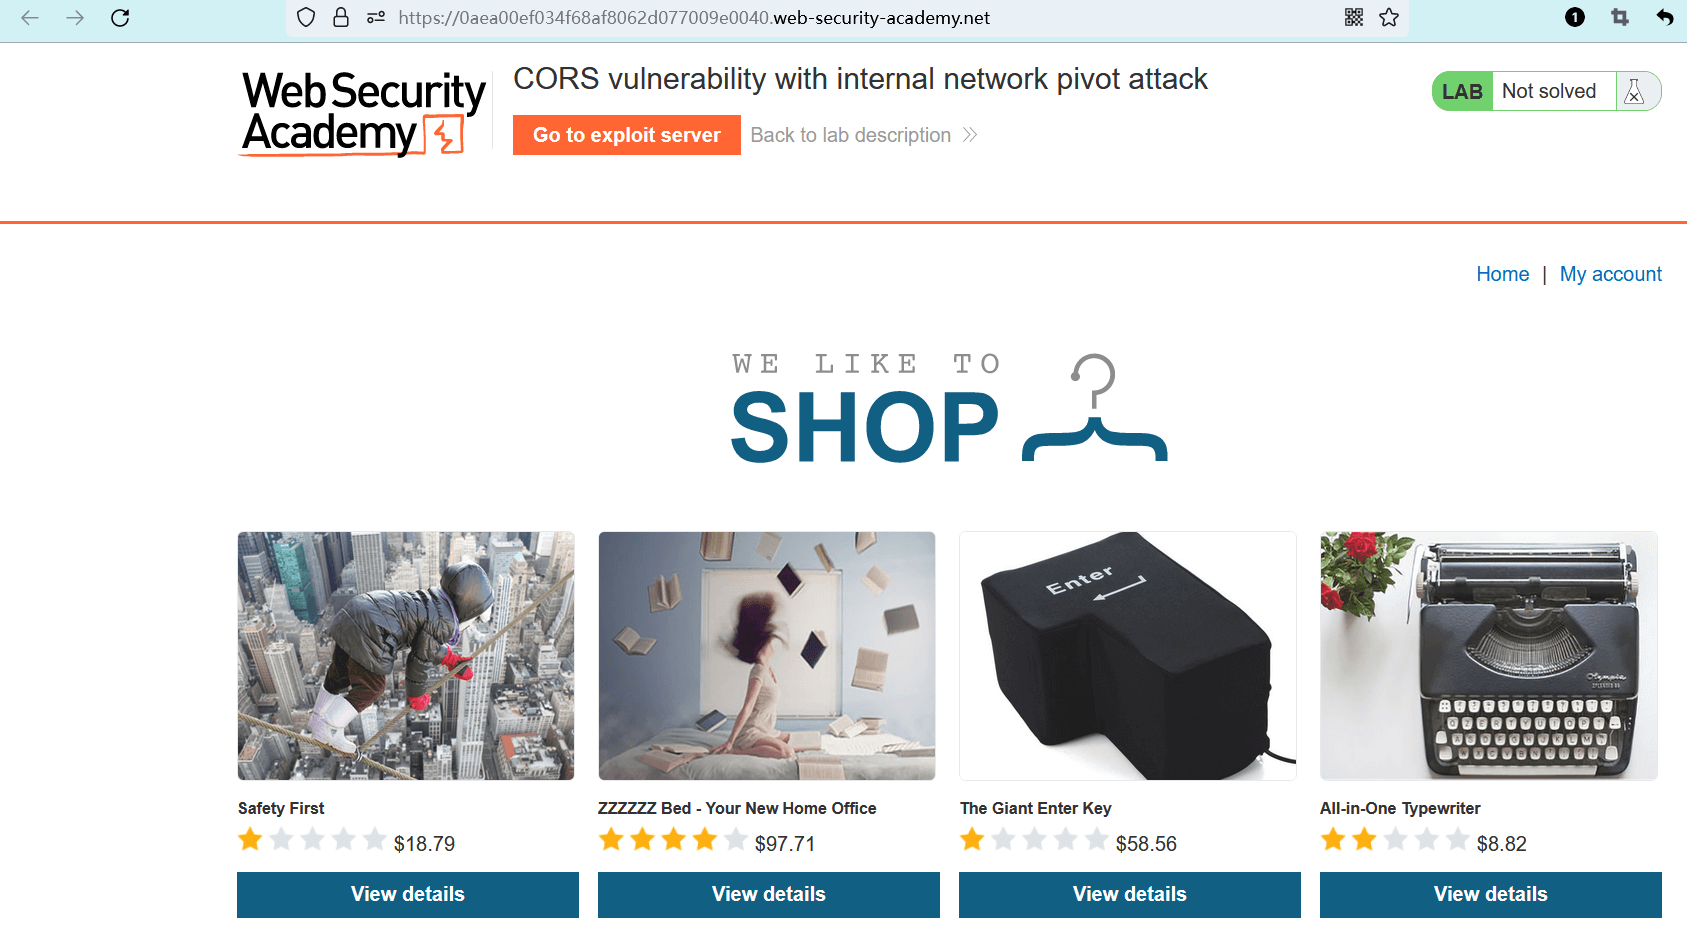 https://0aea00ef034f68af8062d077009e0040.web-security-academy.net
1
Web Security
Academy
CORS vulnerability with internal network pivot attack
Go to exploit server
Back to lab description
LAB
Not solved
Home | My account
WE LIKE TO
SHOP
Enter
Olympia
Safety First
ZZZZZZ Bed - Your New Home Office
The Giant Enter Key
All-in-One Typewriter
$18.79
$97.71
$58.56
$8.82
View details
View details
View details
View details